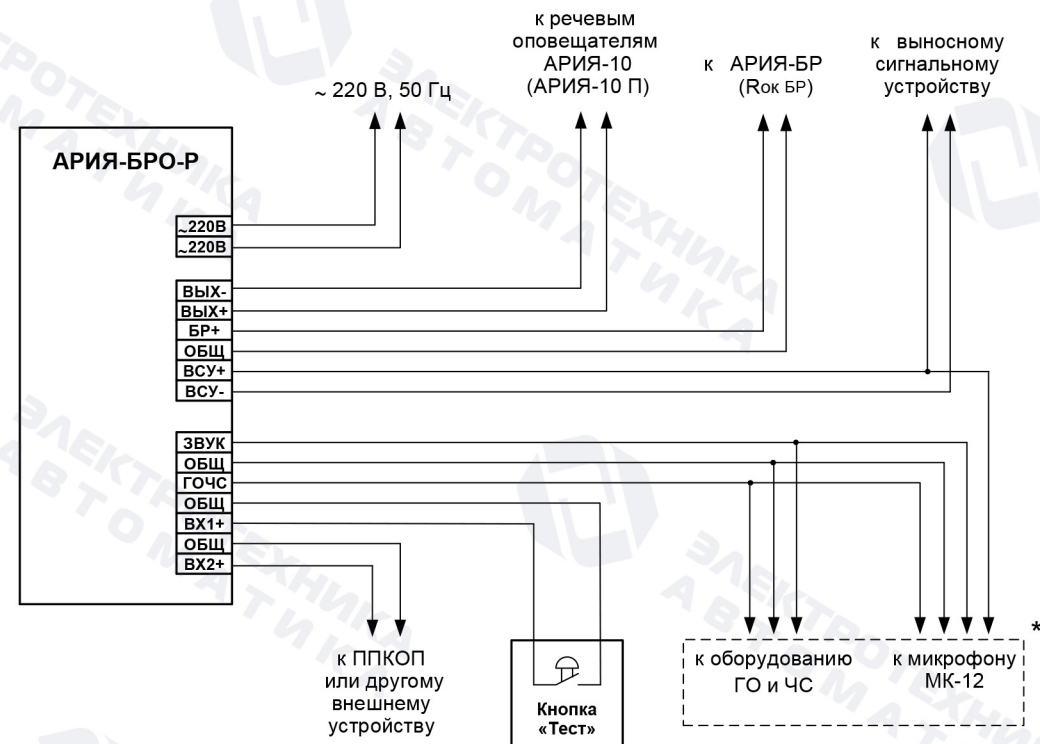 к речевым
оповещателям
АРИЯ-10
(АРИЯ-10 П)
к АРИЯ-БР
(Rок БР)
к выносному
сигнальному
устройству
~ 220 В, 50 Гц
АРИЯ-БРО-Р
~220В
~220В
ВЫХ-
ВЫХ+
БР+
ОБЩ
ВСУ+
ВСУ-
ЗВУК
ОБЩ
ГОЧС
ОБЩ
ВХ1+
ОБЩ
ВХ2+
к ППКОП
или другому
внешнему
устройству
Кнопка
«Тест»
к оборудованию
ГО и ЧС
к микрофону
МК-12
*
ЭЛЕКТРОТЕХНИКА
АВТОМАТИКА